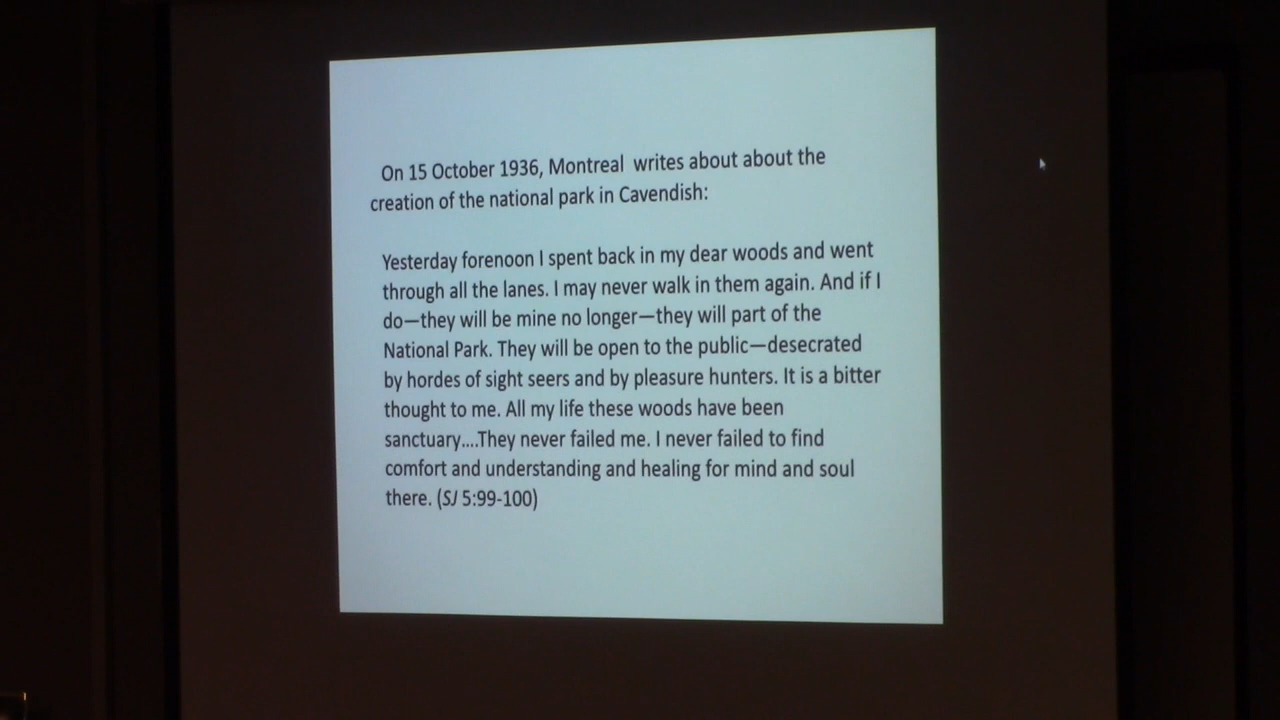 On 15 October 1936, Montreal writes about about the
creation of the national park in Cavendish:
Yesterday forenoon I spent back in my dear woods and went
through all the lanes. I may never walk in them again. And if I
do—they will be mine no longer—they will part of the
National Park. They will be open to the public—desecrated
by hordes of sight seers and by pleasure hunters. It is a bitter
thought to me. All my life these woods have been
sanctuary....They never failed me. I never failed to find
comfort and understanding and healing for mind and soul
there. (SJ 5:99-100)